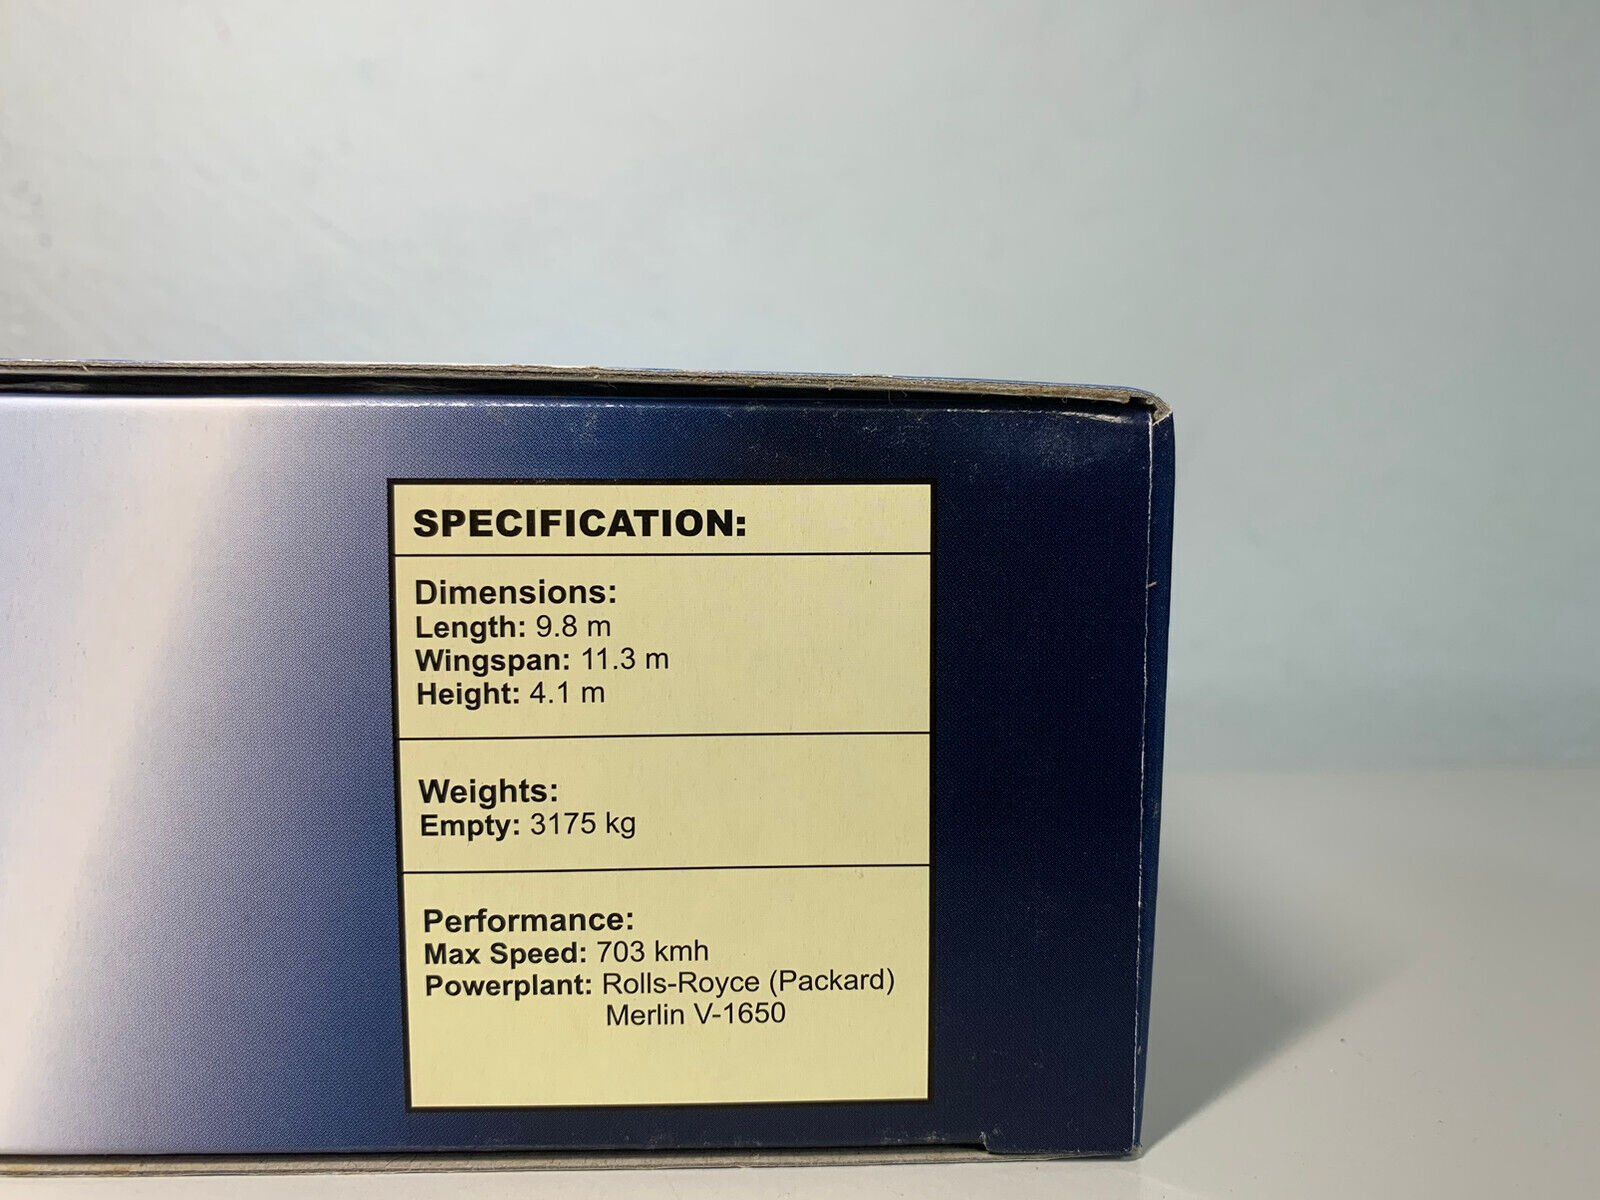 SPECIFICATION:
Dimensions:
Length: 9.8 m
Wingspan: 11.3 m
Height: 4.1 m
Weights:
Empty: 3175 kg
Performance:
Max Speed: 703 kmh
Powerplant: Rolls-Royce (Packard)
Merlin V-1650